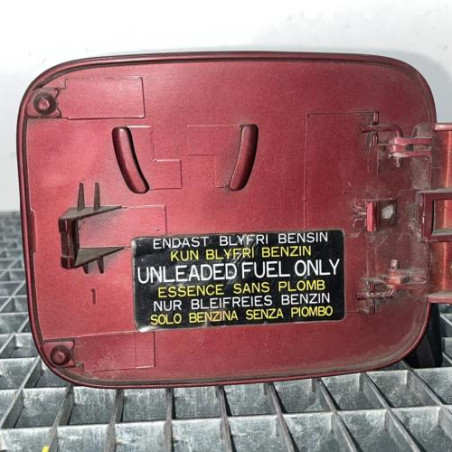 ENDAST BLYFRI BENSIN
KUN BLYFRI BENZIN
UNLEADED FUEL ONLY
ESSENCE SANS PLOMB
NUR BLEIFREIES BENZIN
SOLO BENZINA SENZA PIOMBO
1